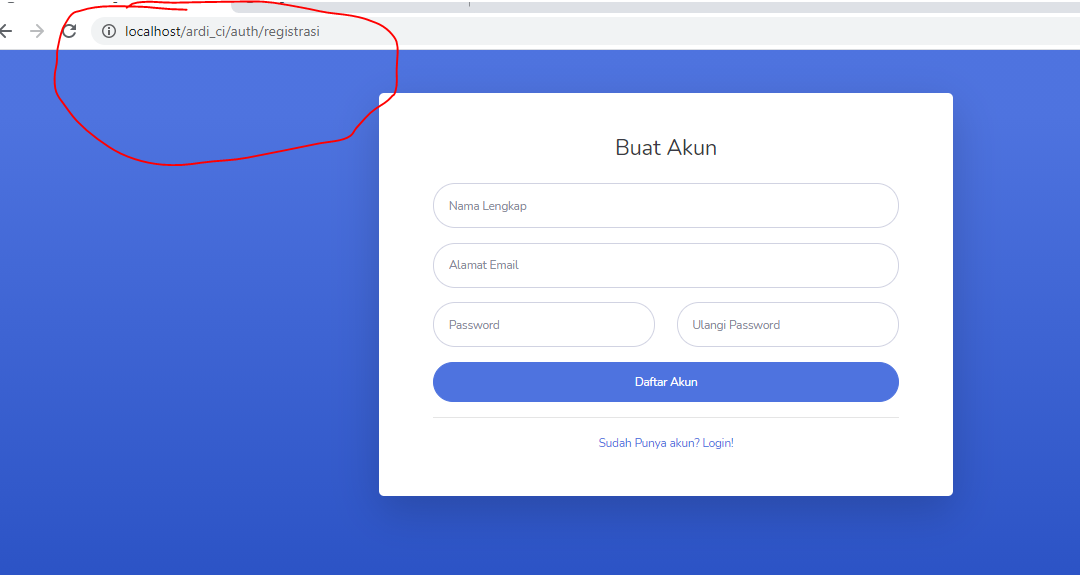 localhost/ardi_ci/auth/registrasi
Buat Akun
Nama Lengkap
Alamat Email
Password
Ulangi Password
Daftar Akun
Sudah Punya akun? Login!